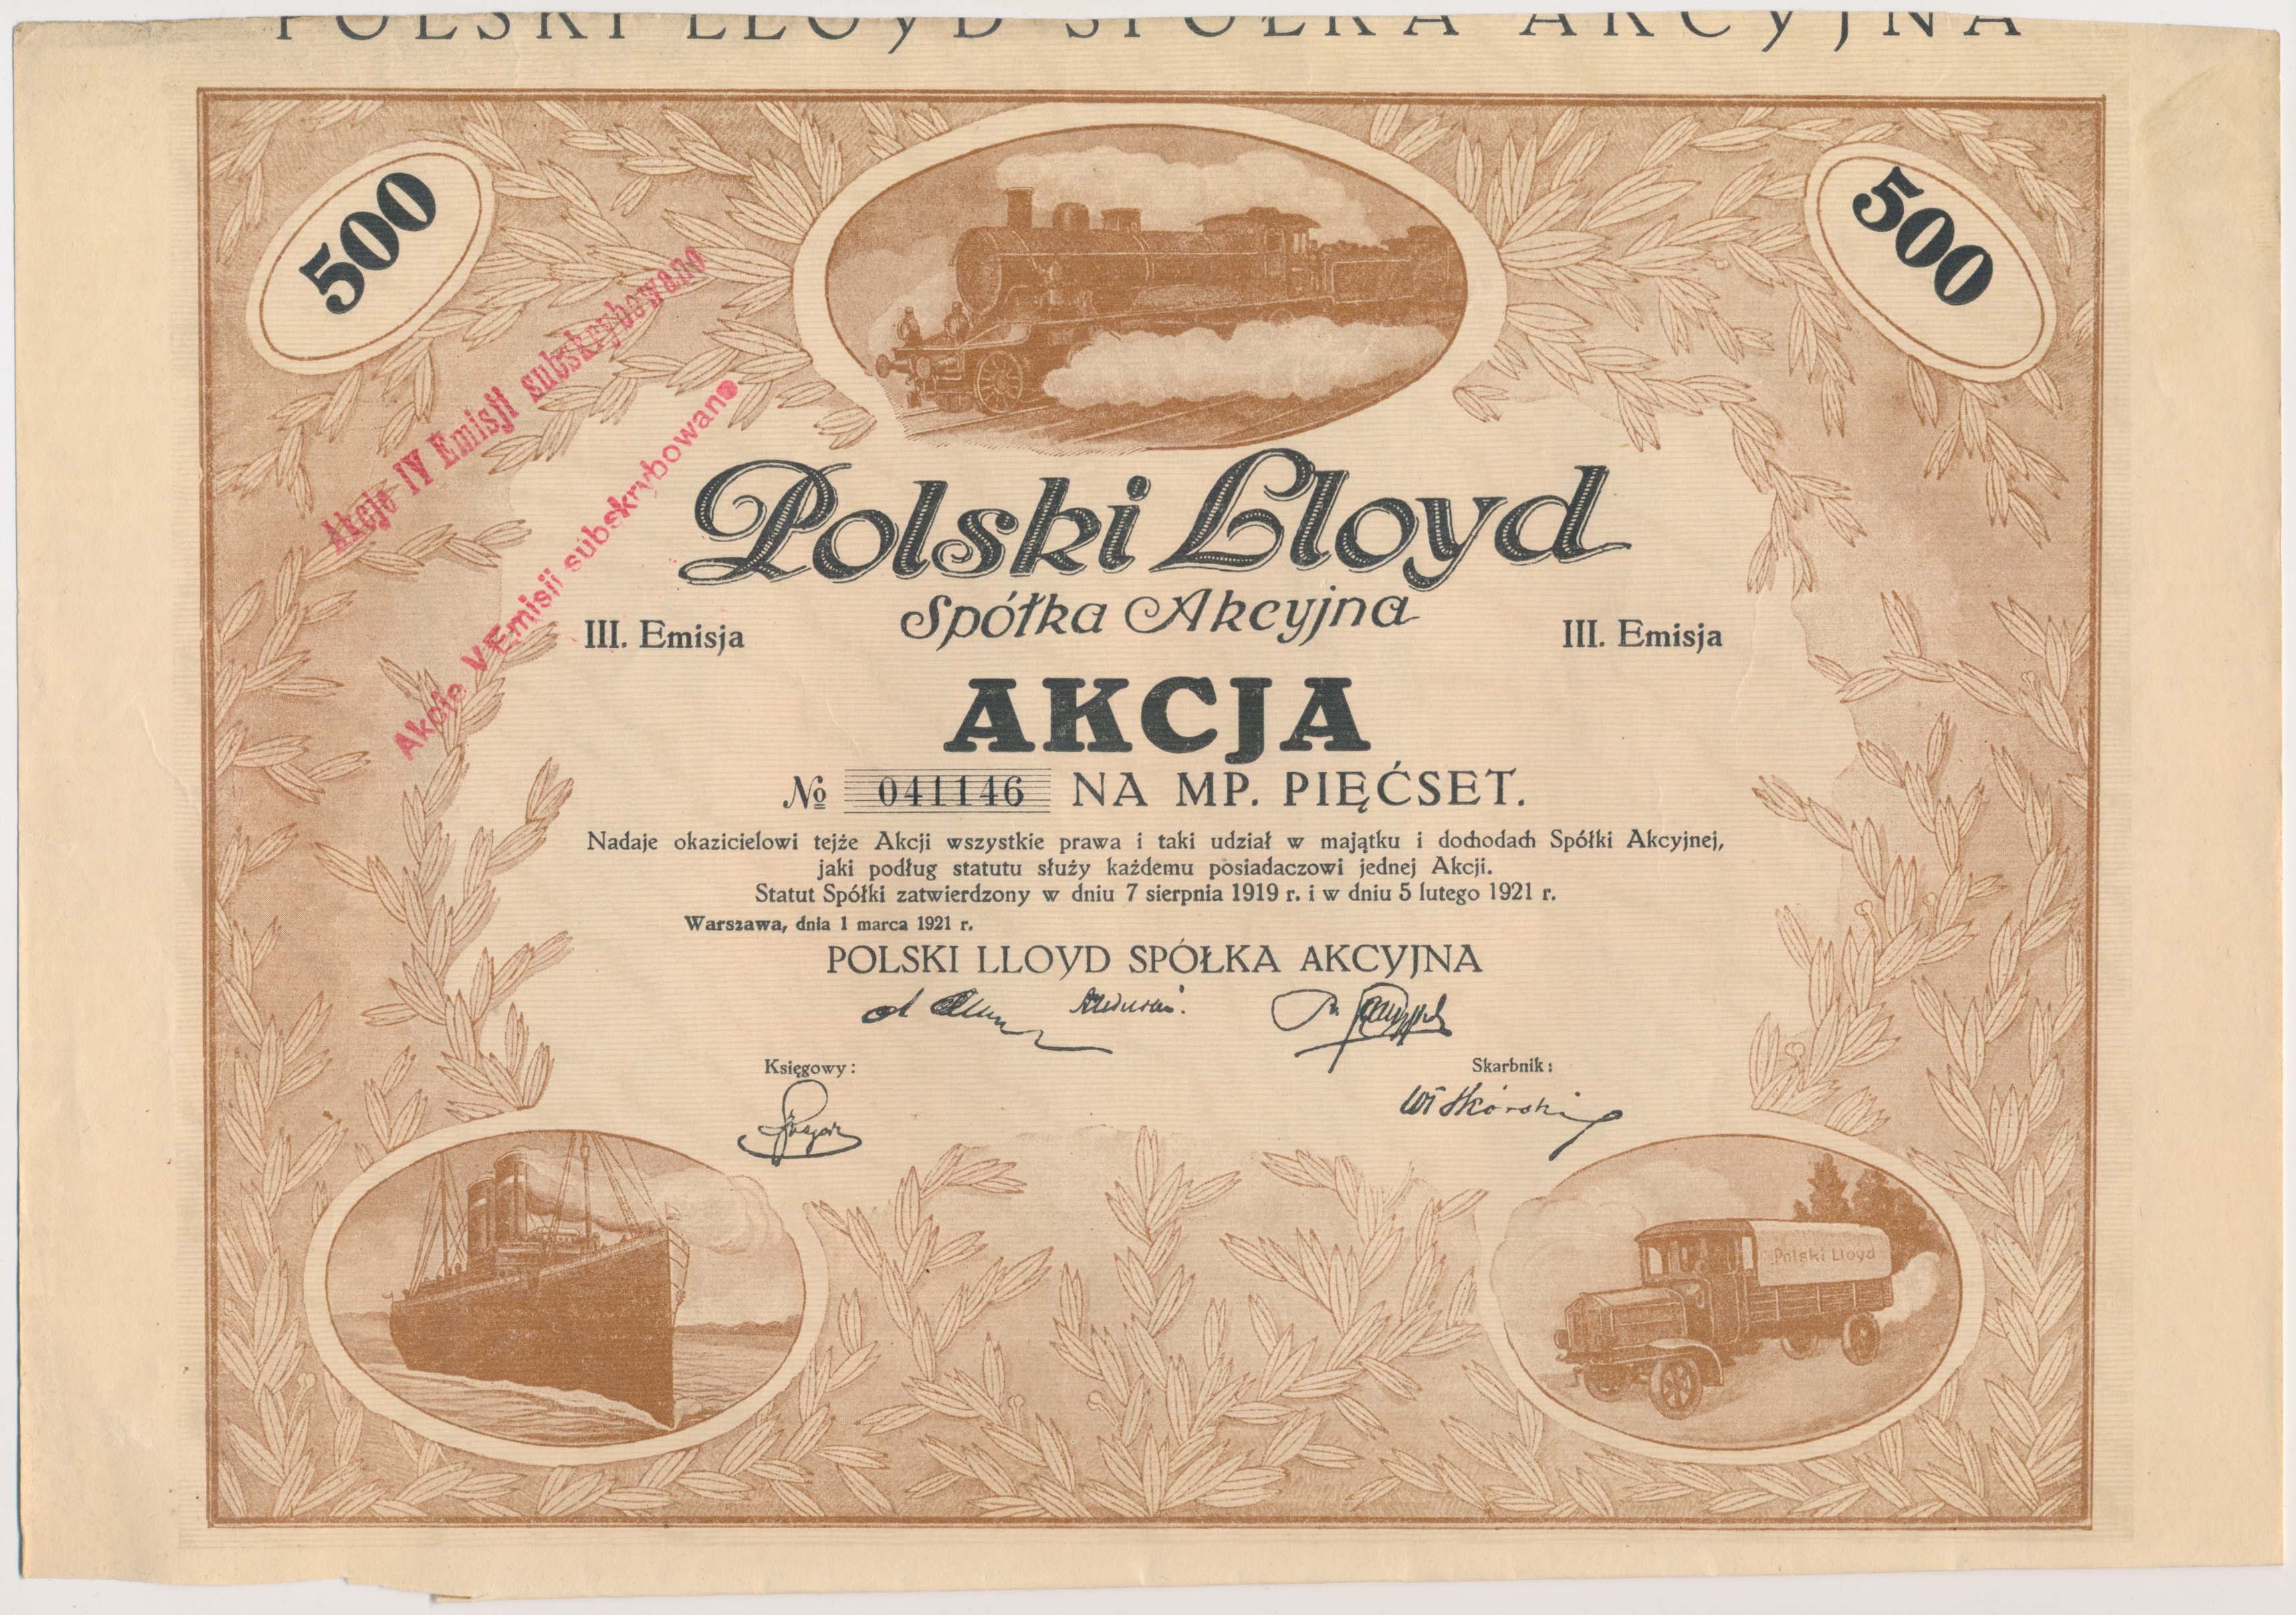 POLSKI LLOYD SPÓŁKA AKCYJNA
500
500
Akcje IV Emisji subskrybowano
Akcje V Emisji subskrybowano
Polski Lloyd
Spółka Akcyjna
III. Emisja
III. Emisja
AKCJA
№ 041146 NA MP. PIĘĆSET.
Nadaje okazicielowi tejże Akcji wszystkie prawa i taki udział w majątku i dochodach Spółki Akcyjnej,
jaki podług statutu służy każdemu posiadaczowi jednej Akcji.
Statut Spółki zatwierdzony w dniu 7 sierpnia 1919 r. i w dniu 5 lutego 1921 r.
Warszawa, dnia 1 marca 1921 r.
POLSKI LLOYD SPÓŁKA AKCYJNA
Księgowy:
Skarbnik:
Wł Skórski
Polski Lloyd